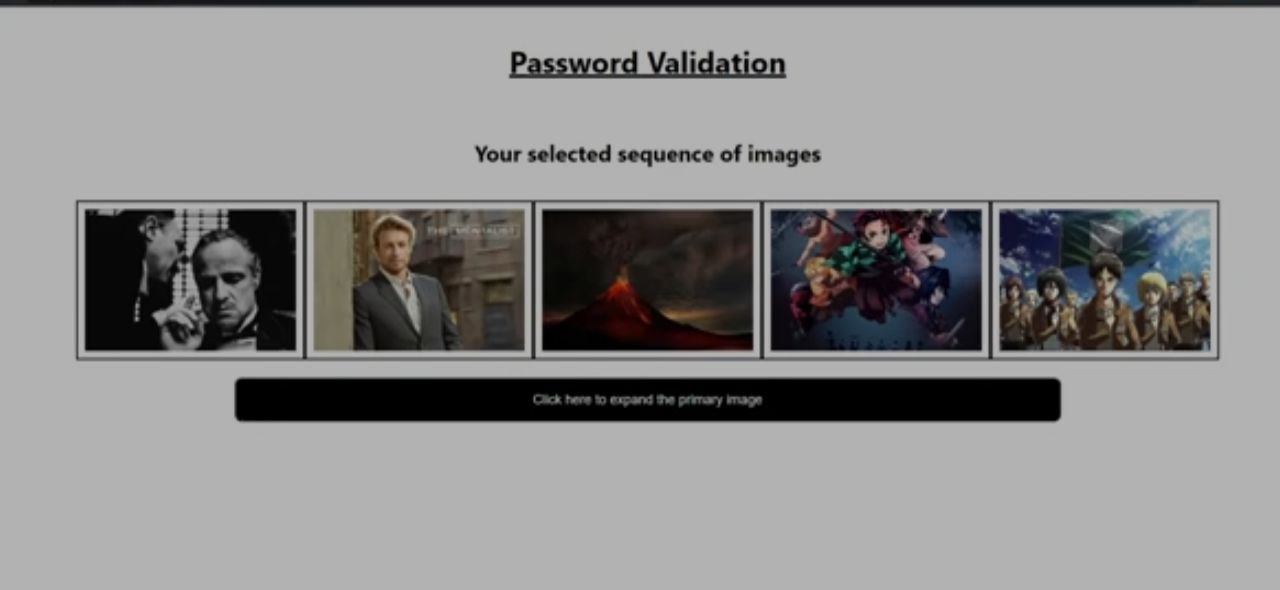 Password Validation
Your selected sequence of images
THE MENTALIST
Click here to expand the primary image